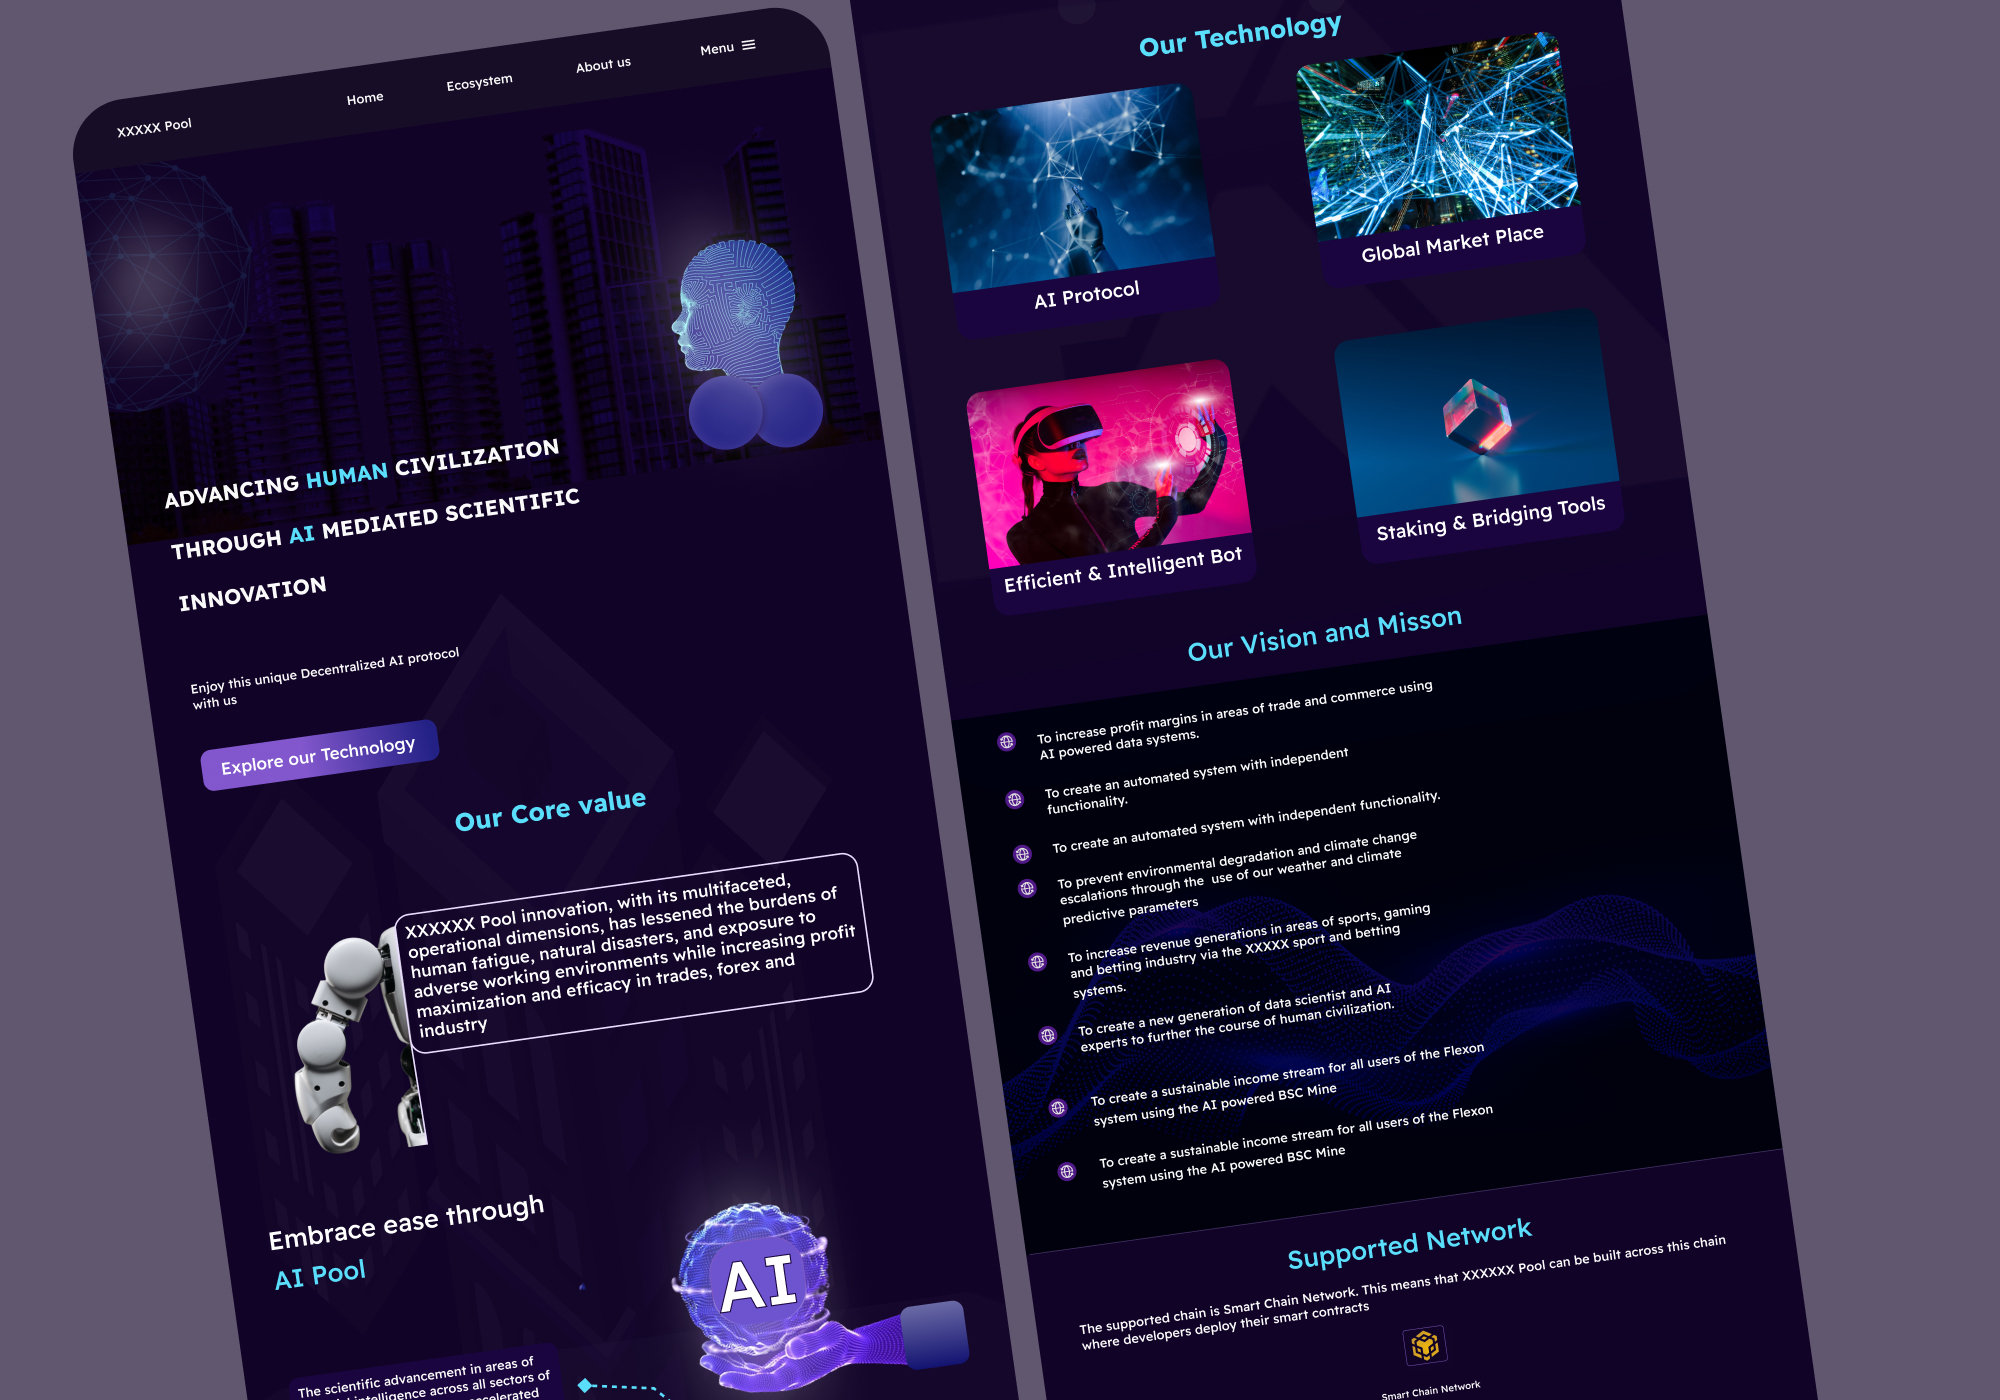 XXXXX Pool
Home
Ecosystem
About us
Menu
ADVANCING HUMAN CIVILIZATION
THROUGH AI MEDIATED SCIENTIFIC
INNOVATION
Enjoy this unique Decentralized AI protocol
with us
Explore our Technology
Our Core value
XXXXXX Pool innovation, with its multifaceted,
operational dimensions, has lessened the burdens of
human fatigue, natural disasters, and exposure to
adverse working environments while increasing profit
maximization and efficacy in trades, forex and
industry
Embrace ease through
AI Pool
AI
The scientific advancement in areas of
intelligence across all sectors of
accelerated
Our Technology
AI Protocol
Global Market Place
Efficient & Intelligent Bot
Staking & Bridging Tools
Our Vision and Misson
To increase profit margins in areas of trade and commerce using
AI powered data systems.
To create an automated system with independent
functionality.
To create an automated system with independent functionality.
To prevent environmental degradation and climate change
escalations through the use of our weather and climate
predictive parameters
To increase revenue generations in areas of sports, gaming
and betting industry via the XXXXX sport and betting
systems.
To create a new generation of data scientist and AI
experts to further the course of human civilization.
To create a sustainable income stream for all users of the Flexon
system using the AI powered BSC Mine
To create a sustainable income stream for all users of the Flexon
system using the AI powered BSC Mine
Supported Network
The supported chain is Smart Chain Network. This means that XXXXXX Pool can be built across this chain
where developers deploy their smart contracts
Smart Chain Network